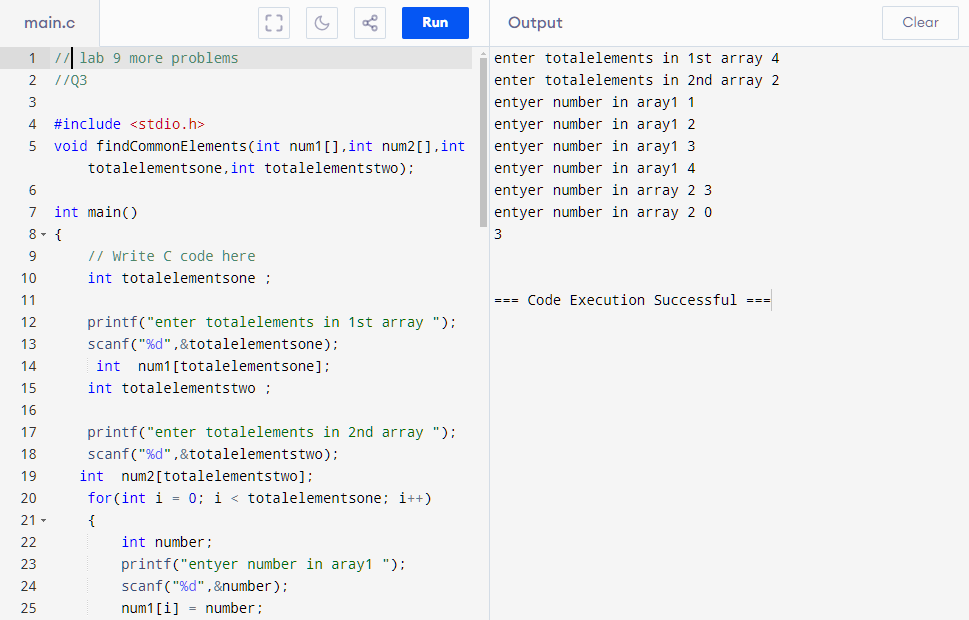 main.c
Run
Output
Clear
1 // lab 9 more problems
2 //Q3
3
4 #include <stdio.h>
5 void findCommonElements(int num1[],int num2[],int
totalelementsone,int totalelementstwo);
6
7 int main()
8 {
9 // Write C code here
10 int totalelementsone ;
11
12 printf("enter totalelements in 1st array ");
13 scanf("%d",&totalelementsone);
14 int  num1[totalelementsone];
15 int totalelementstwo ;
16
17 printf("enter totalelements in 2nd array ");
18 scanf("%d",&totalelementstwo);
19 int  num2[totalelementstwo];
20 for(int i = 0; i < totalelementsone; i++)
21 {
22 int number;
23 printf("entyer number in aray1 ");
24 scanf("%d",&number);
25 num1[i] = number;
enter totalelements in 1st array 4
enter totalelements in 2nd array 2
entyer number in aray1 1
entyer number in aray1 2
entyer number in aray1 3
entyer number in aray1 4
entyer number in array 2 3
entyer number in array 2 0
3
=== Code Execution Successful ===